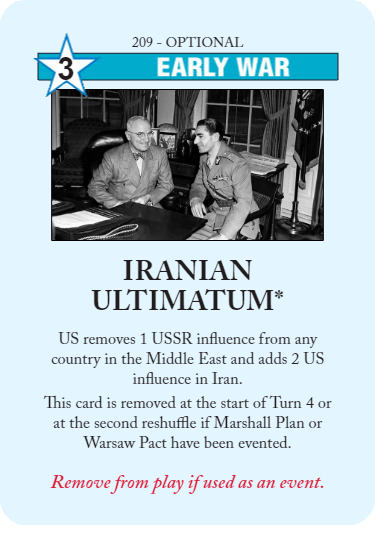 209 - OPTIONAL
3
EARLY WAR
IRANIAN
ULTIMATUM*
US removes 1 USSR influence from any
country in the Middle East and adds 2 US
influence in Iran.
This card is removed at the start of Turn 4 or
at the second reshuffle if Marshall Plan or
Warsaw Pact have been evented.
Remove from play if used as an event.